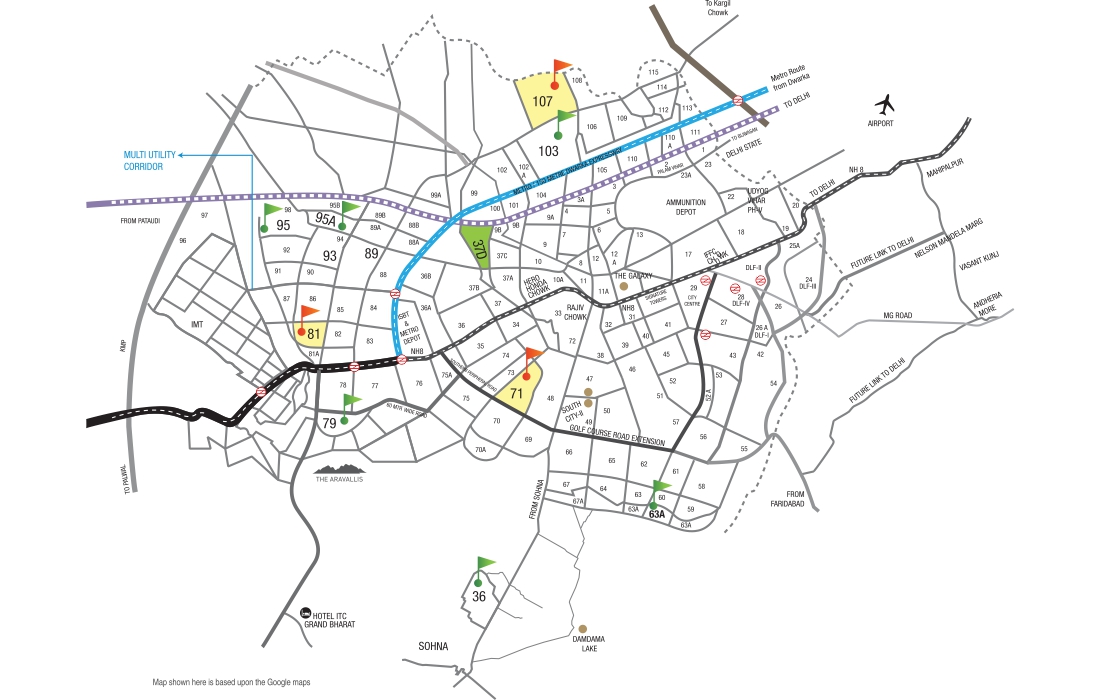 To Kargil
Chowk
Metro Route
from Dwarka
TO DELHI
AIRPORT
115
114
108
107
113
112
109
106
103
111
110
A
110
1
DELHI STATE
PALAM VIHAR
2
23
23A
MULTI UTILITY
CORRIDOR
102
102
A
105
3
3A
104
99A
99
100
101
FROM PATAUDI
97
98
95
95B
95A
89B
89A
88B
88A
9B
9B
9A
4
5
6
7
9
22
AMMUNITION
DEPOT
UDYOG
VIHAR
PH-V
TO DELHI
NH 8
MAHIPALPUR
20
19
18
17
13
12
12
A
8
10
10A
11
11A
25A
96
92
93
94
89
91
90
88
37D
37C
37A
37B
36B
36A
HERO
HONDA
CHOWK
THE GALAXY
IFFCO
CHOWK
SIGNATURE
TOWERS
DLF-II
24
DLF-III
FUTURE LINK TO DELHI
NELSON MANDELA MARG
VASANT KUNJ
ANDHERIA
MORE
MG ROAD
FUTURE LINK TO DELHI
29
CITY
CENTRE
28
DLF-IV
26
26 A
DLF-I
27
IMT
KMP
87
86
85
84
81
82
83
81A
ISBT
&
METRO
DEPOT
NH8
36
35
34
33
RAJIV
CHOWK
NH8
31
32
30
40
41
39
38
72
45
43
42
46
54
53
52
52 A
51
SOUTHERN PERIPHERAL ROAD
74
73
71
48
47
SOUTH
CITY-II
49
50
78
77
76
75A
75
60 MTR. WIDE ROAD
79
70
70A
69
GOLF COURSE ROAD EXTENSION
56
55
TO PALWAL
THE ARAVALLIS
66
65
62
61
67
67A
64
63
60
58
59
63A
63A
63A
FROM SOHNA
FROM
FARIDABAD
36
HOTEL ITC
GRAND BHARAT
SOHNA
DAMDAMA
LAKE
Map shown here is based upon the Google maps